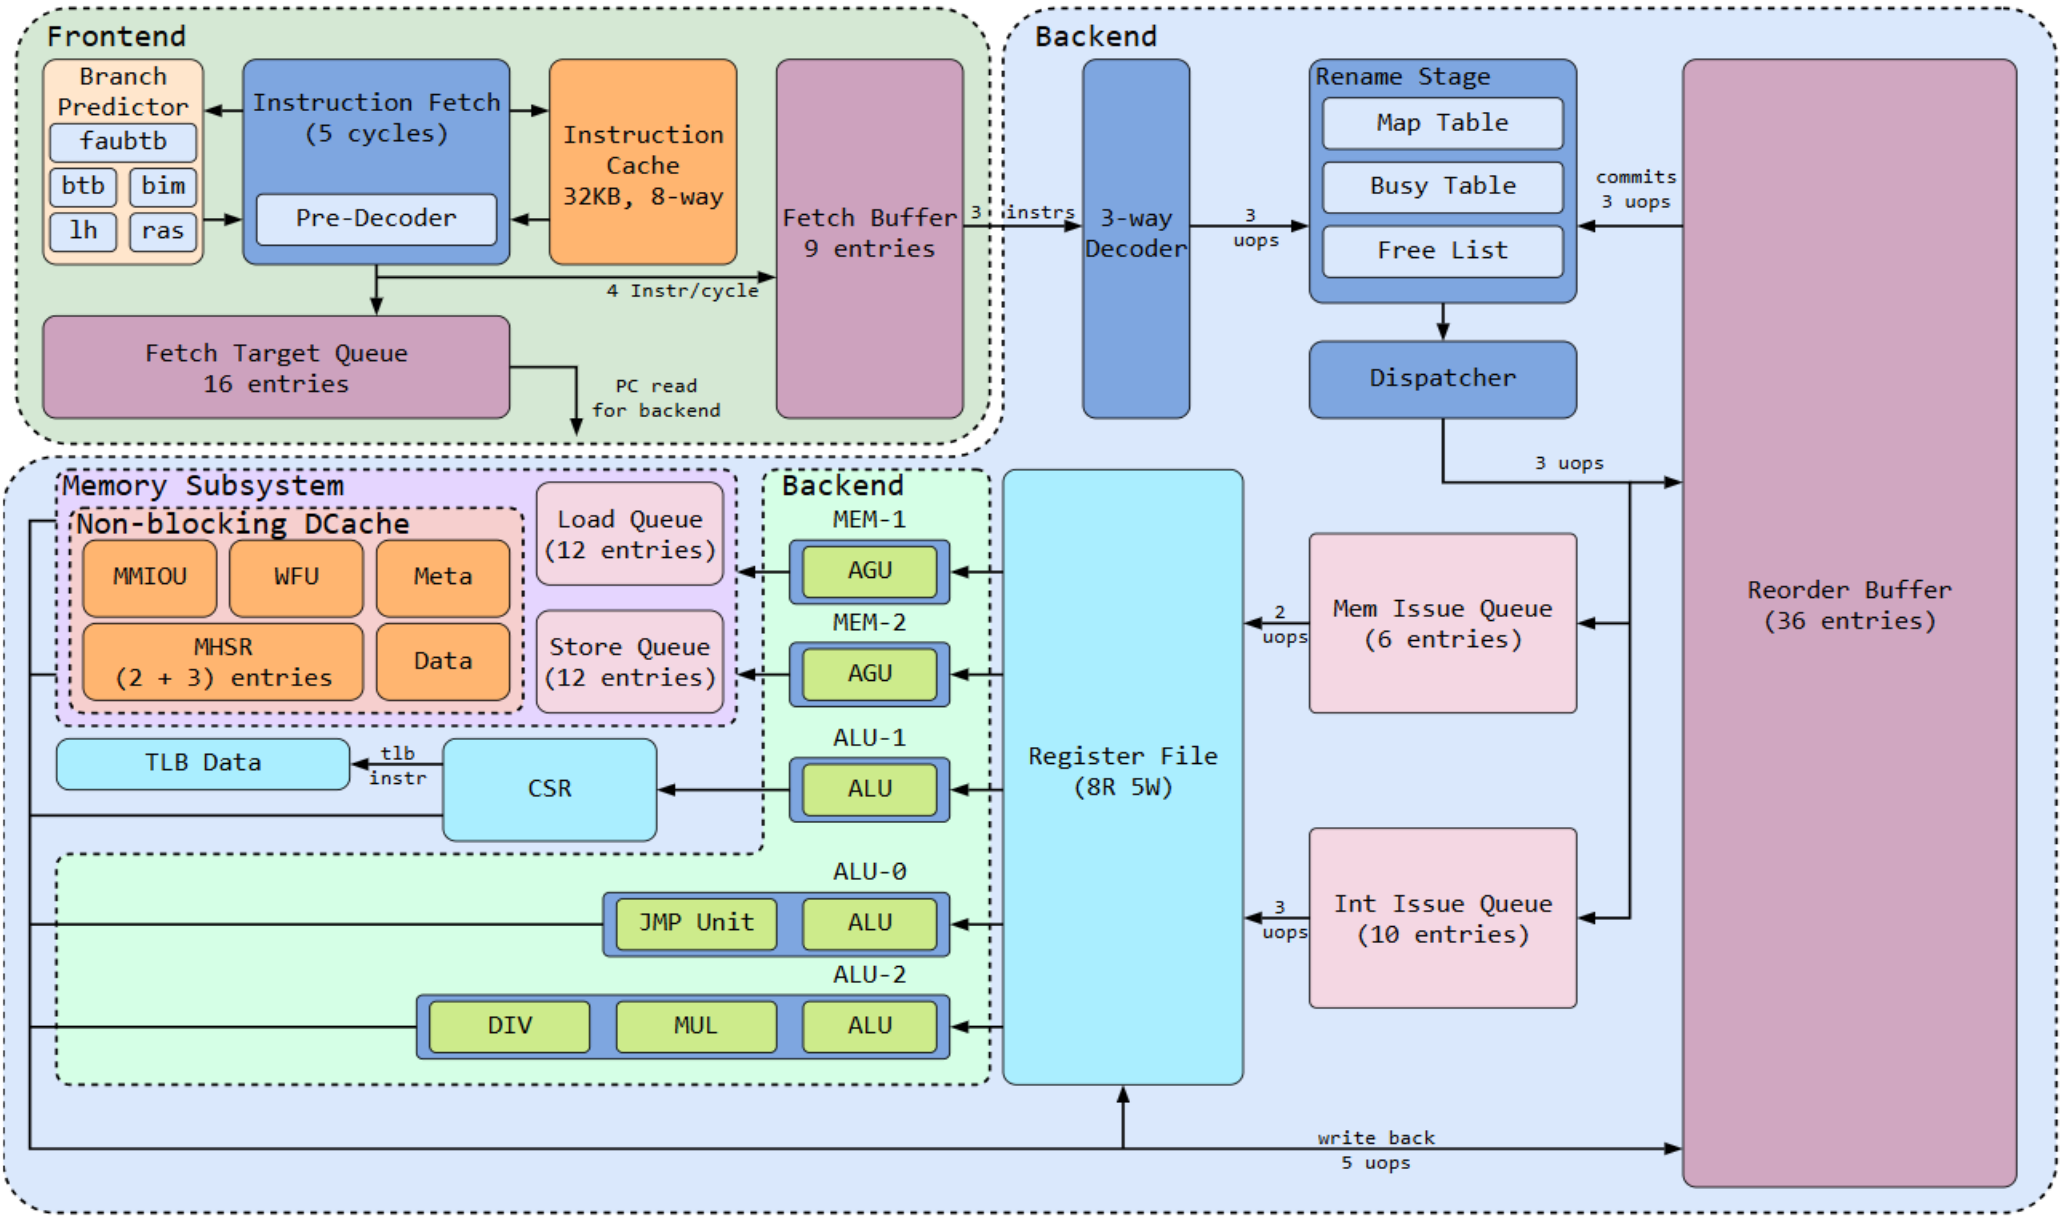 Frontend
Branch
Predictor
faubtb
btb
bim
lh
ras
Instruction Fetch
(5 cycles)
Pre-Decoder
Instruction
Cache
32KB, 8-way
Fetch Buffer
9 entries
4 Instr/cycle
Fetch Target Queue
16 entries
PC read
for backend
3 instrs
Backend
3-way
Decoder
3
uops
Rename Stage
Map Table
Busy Table
Free List
commits
3 uops
Dispatcher
3 uops
Reorder Buffer
(36 entries)
Mem Issue Queue
(6 entries)
2
uops
Int Issue Queue
(10 entries)
3
uops
Register File
(8R 5W)
Memory Subsystem
Non-blocking DCache
MMIOU
WFU
Meta
MHSR
(2 + 3) entries
Data
Load Queue
(12 entries)
Store Queue
(12 entries)
Backend
MEM-1
AGU
MEM-2
AGU
ALU-1
ALU
TLB Data
tlb
instr
CSR
ALU-0
JMP Unit
ALU
ALU-2
DIV
MUL
ALU
write back
5 uops